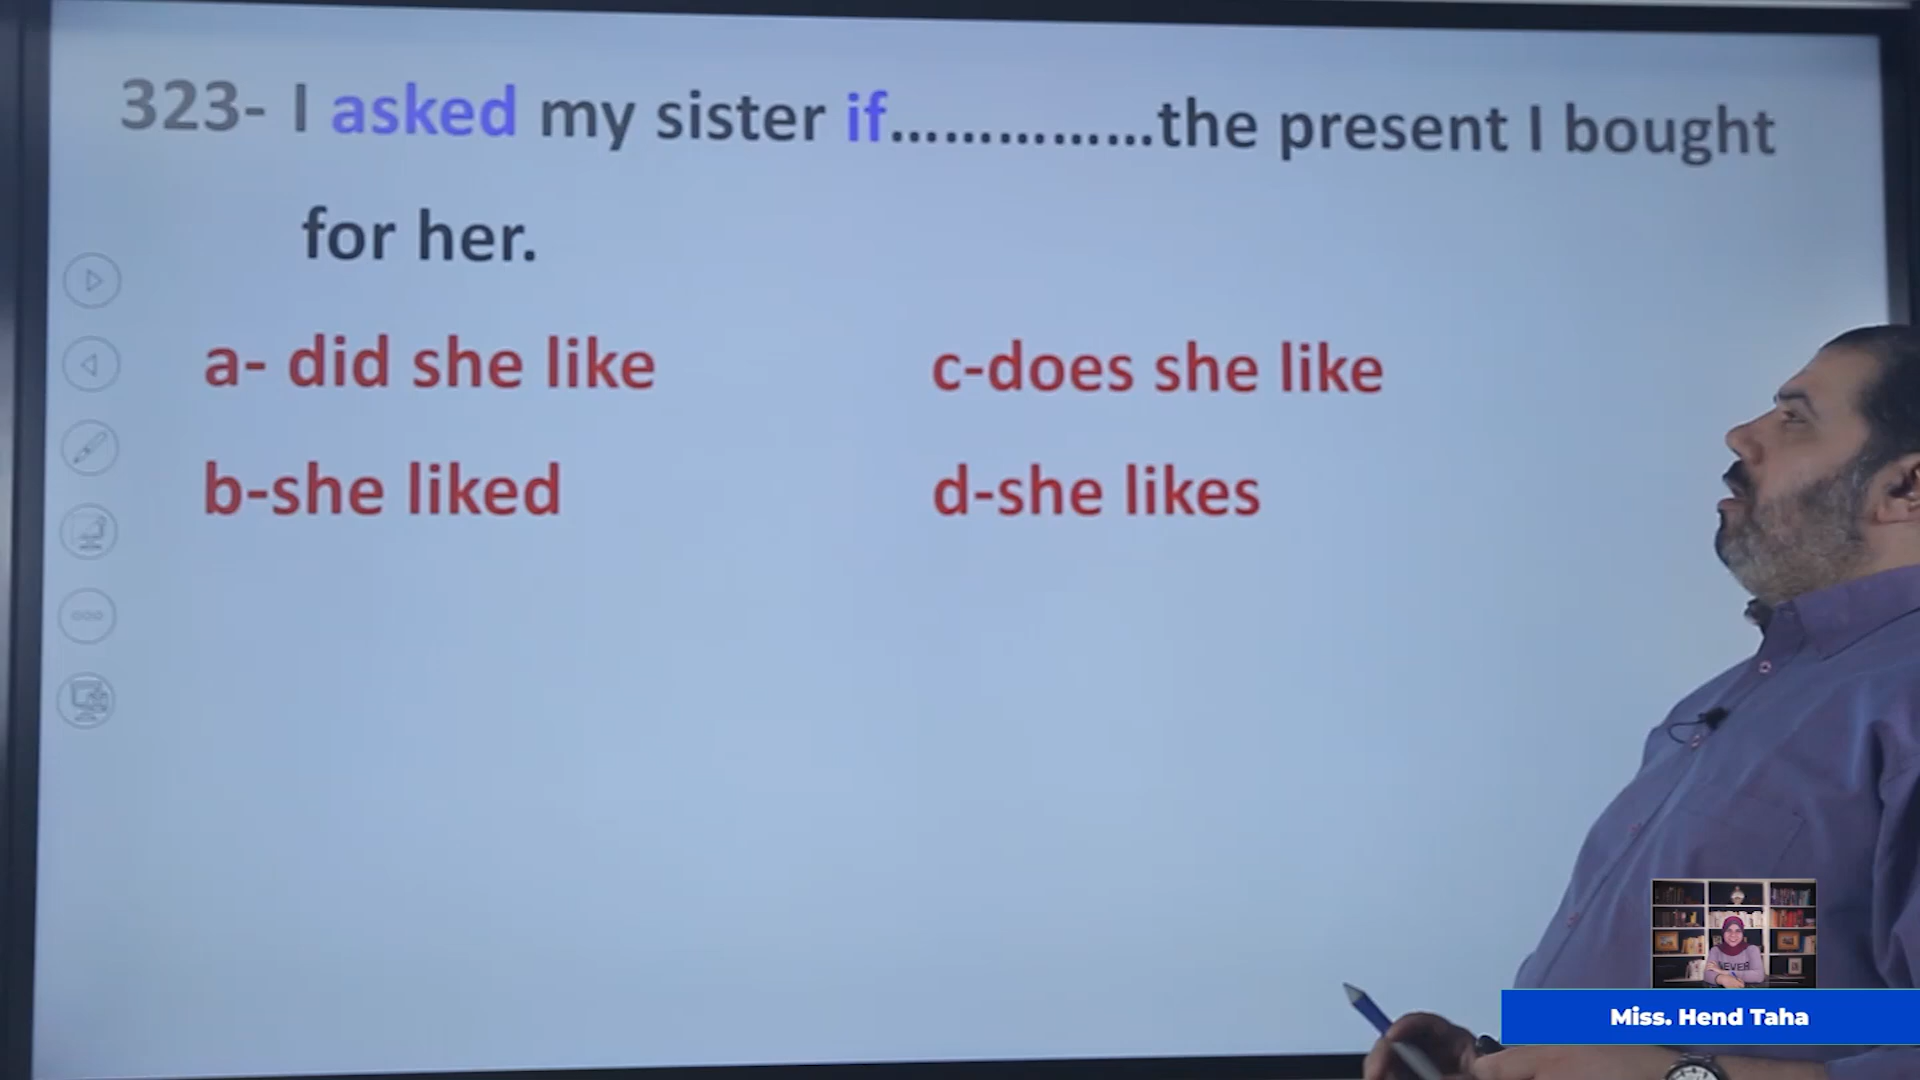 323- I asked my sister if...............the present I bought
for her.
a- did she like
c-does she like
b-she liked
d-she likes
NEVER
Miss. Hend Taha